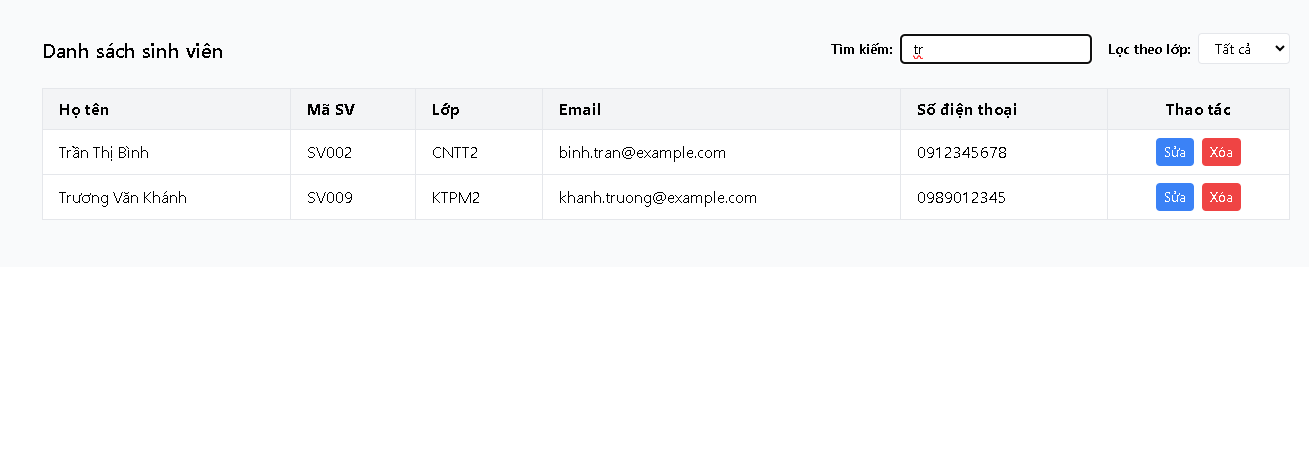 Danh sách sinh viên Tìm kiếm: tr Lọc theo lớp: Tất cả
Họ tên Mã SV Lớp Email Số điện thoại Thao tác
Trần Thị Bình SV002 CNTT2 binh.tran@example.com 0912345678 Sửa Xóa
Trương Văn Khánh SV009 KTPM2 khanh.truong@example.com 0989012345 Sửa Xóa